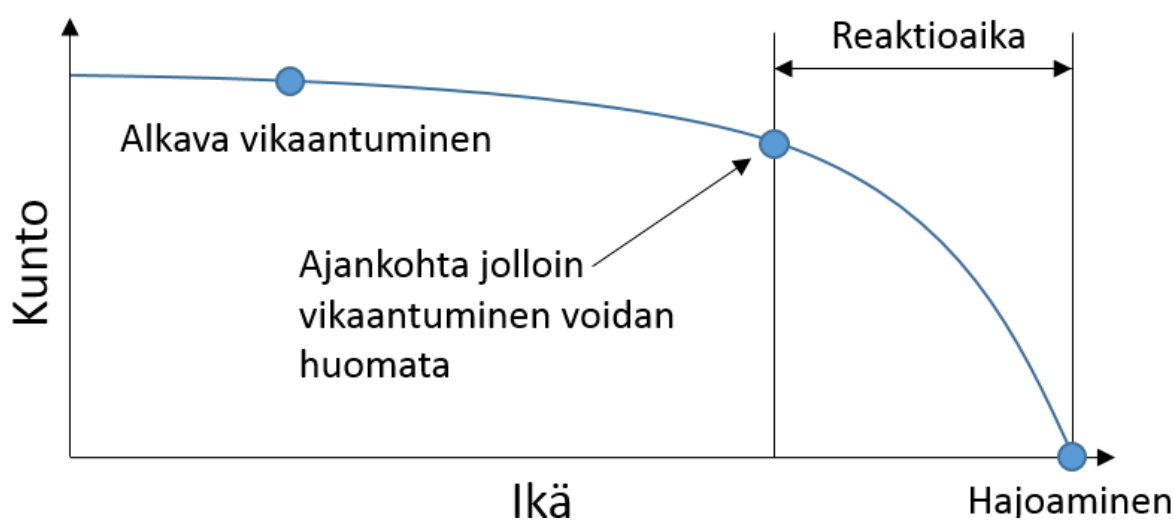 Reaktioaika
Alkava vikaantuminen
Kunto
Ajankohta jolloin
vikaantuminen voidan
huomata
Ikä
Hajoaminen